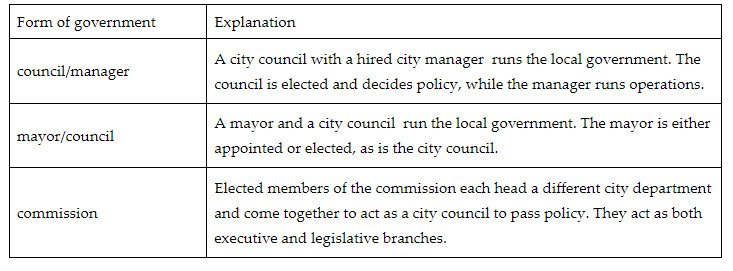 Form of government Explanation
council/manager
A city council with a hired city manager runs the local government. The
council is elected and decides policy, while the manager runs operations.
mayor/council
A mayor and a city council run the local government. The mayor is either
appointed or elected, as is the city council.
commission
Elected members of the commission each head a different city department
and come together to act as a city council to pass policy. They act as both
executive and legislative branches.